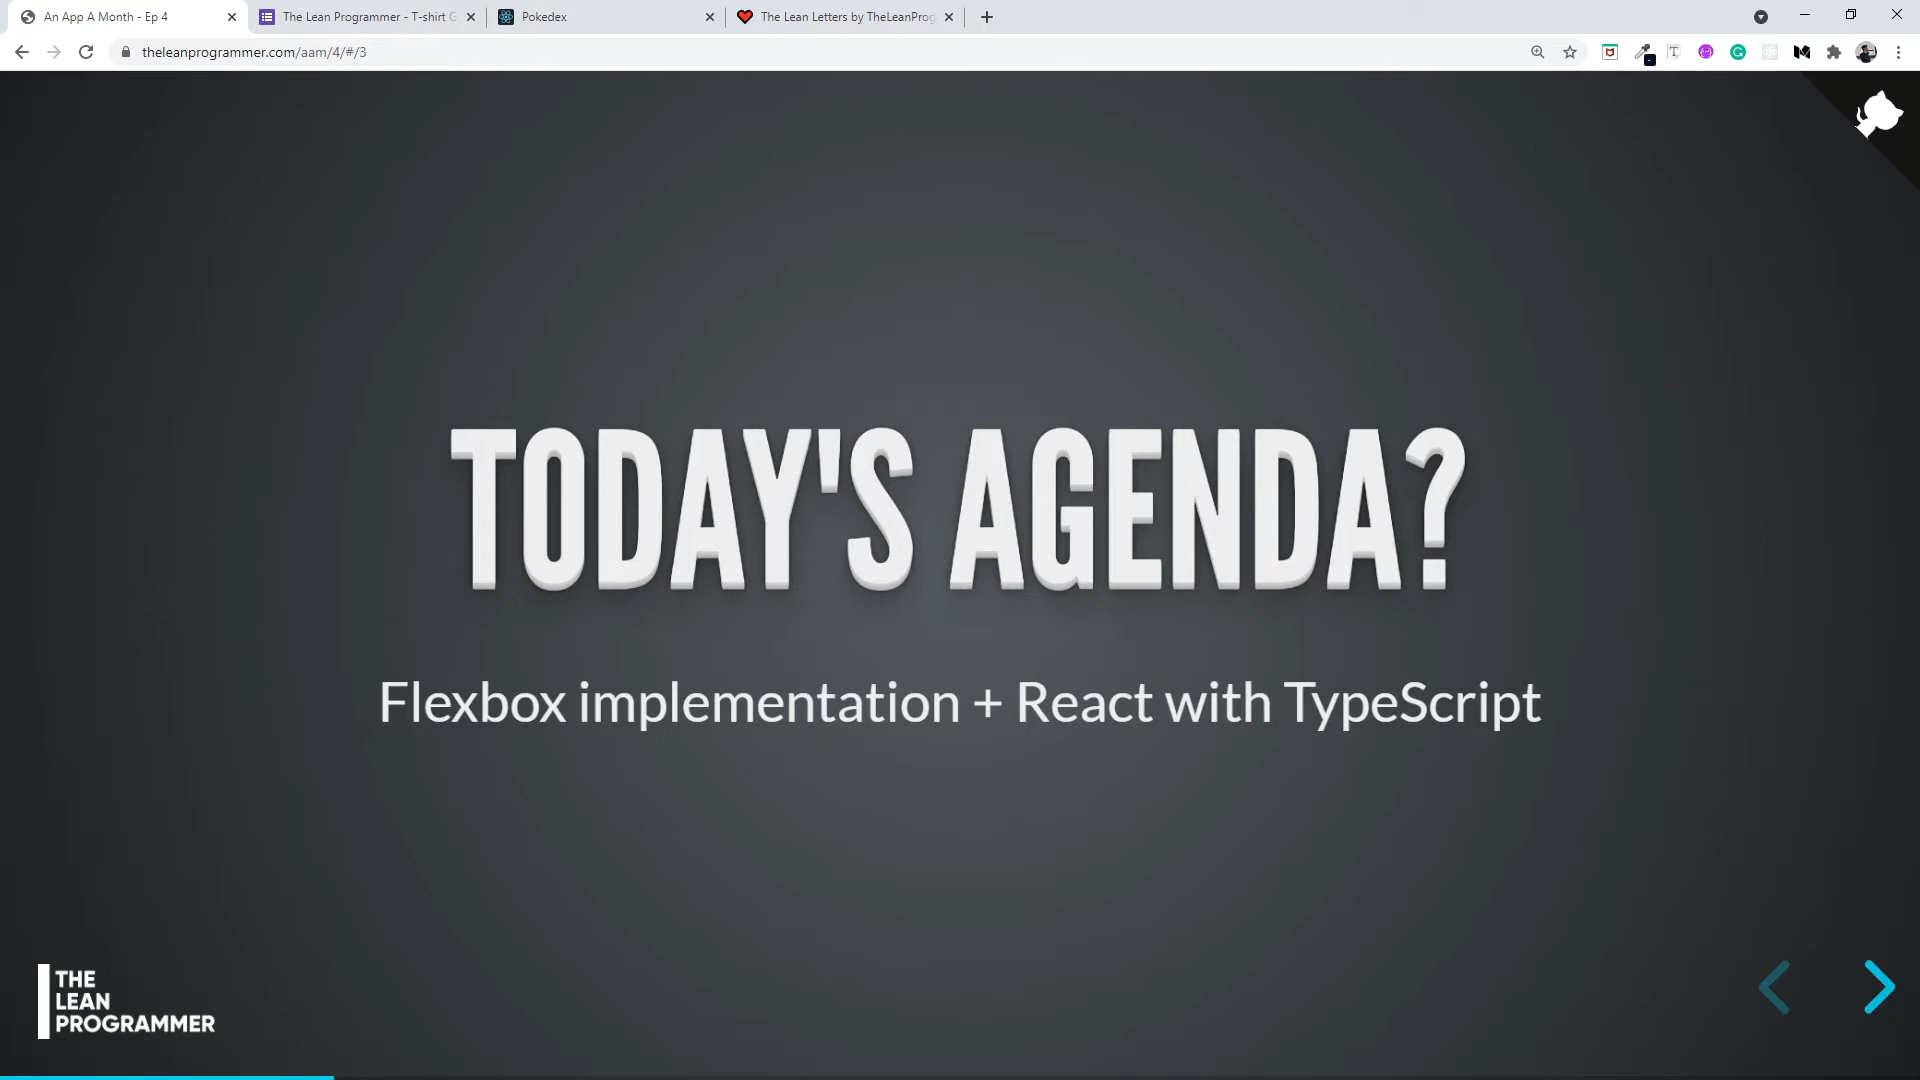 An App A Month - Ep 4
The Lean Programmer - T-shirt G
Pokedex
The Lean Letters by TheLeanProg
theleanprogrammer.com/aam/4/#/3
TODAY'S AGENDA?
Flexbox implementation + React with TypeScript
THE
LEAN
PROGRAMMER